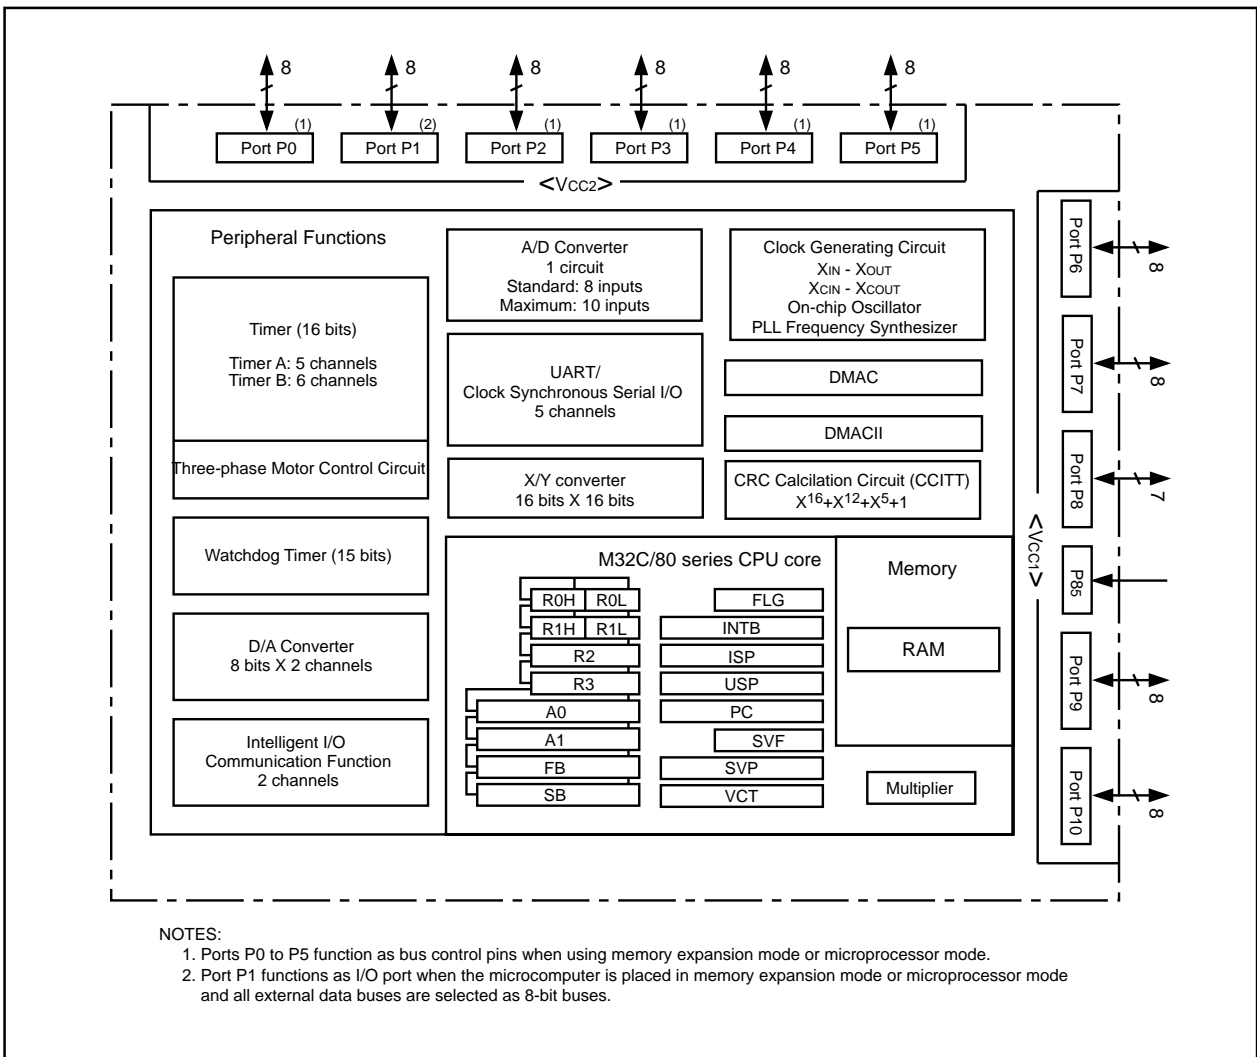 8 8 8 8 8 8
(1) (2) (1) (1) (1) (1)
Port P0 Port P1 Port P2 Port P3 Port P4 Port P5
<VCC2>
Peripheral Functions
Timer (16 bits)
Timer A: 5 channels
Timer B: 6 channels
Three-phase Motor Control Circuit
Watchdog Timer (15 bits)
D/A Converter
8 bits X 2 channels
Intelligent I/O
Communication Function
2 channels
A/D Converter
1 circuit
Standard: 8 inputs
Maximum: 10 inputs
UART/
Clock Synchronous Serial I/O
5 channels
X/Y converter
16 bits X 16 bits
Clock Generating Circuit
XIN - XOUT
XCIN - XCOUT
On-chip Oscillator
PLL Frequency Synthesizer
DMAC
DMACII
CRC Calcilation Circuit (CCITT)
X16+X12+X5+1
M32C/80 series CPU core
R0H R0L
R1H R1L
R2
R3
A0
A1
FB
SB
FLG
INTB
ISP
USP
PC
SVF
SVP
VCT
Memory
RAM
Multiplier
<VCC1>
Port P6
8
Port P7
8
Port P8
7
P85
Port P9
8
Port P10
8
NOTES:
1. Ports P0 to P5 function as bus control pins when using memory expansion mode or microprocessor mode.
2. Port P1 functions as I/O port when the microcomputer is placed in memory expansion mode or microprocessor mode
and all external data buses are selected as 8-bit buses.